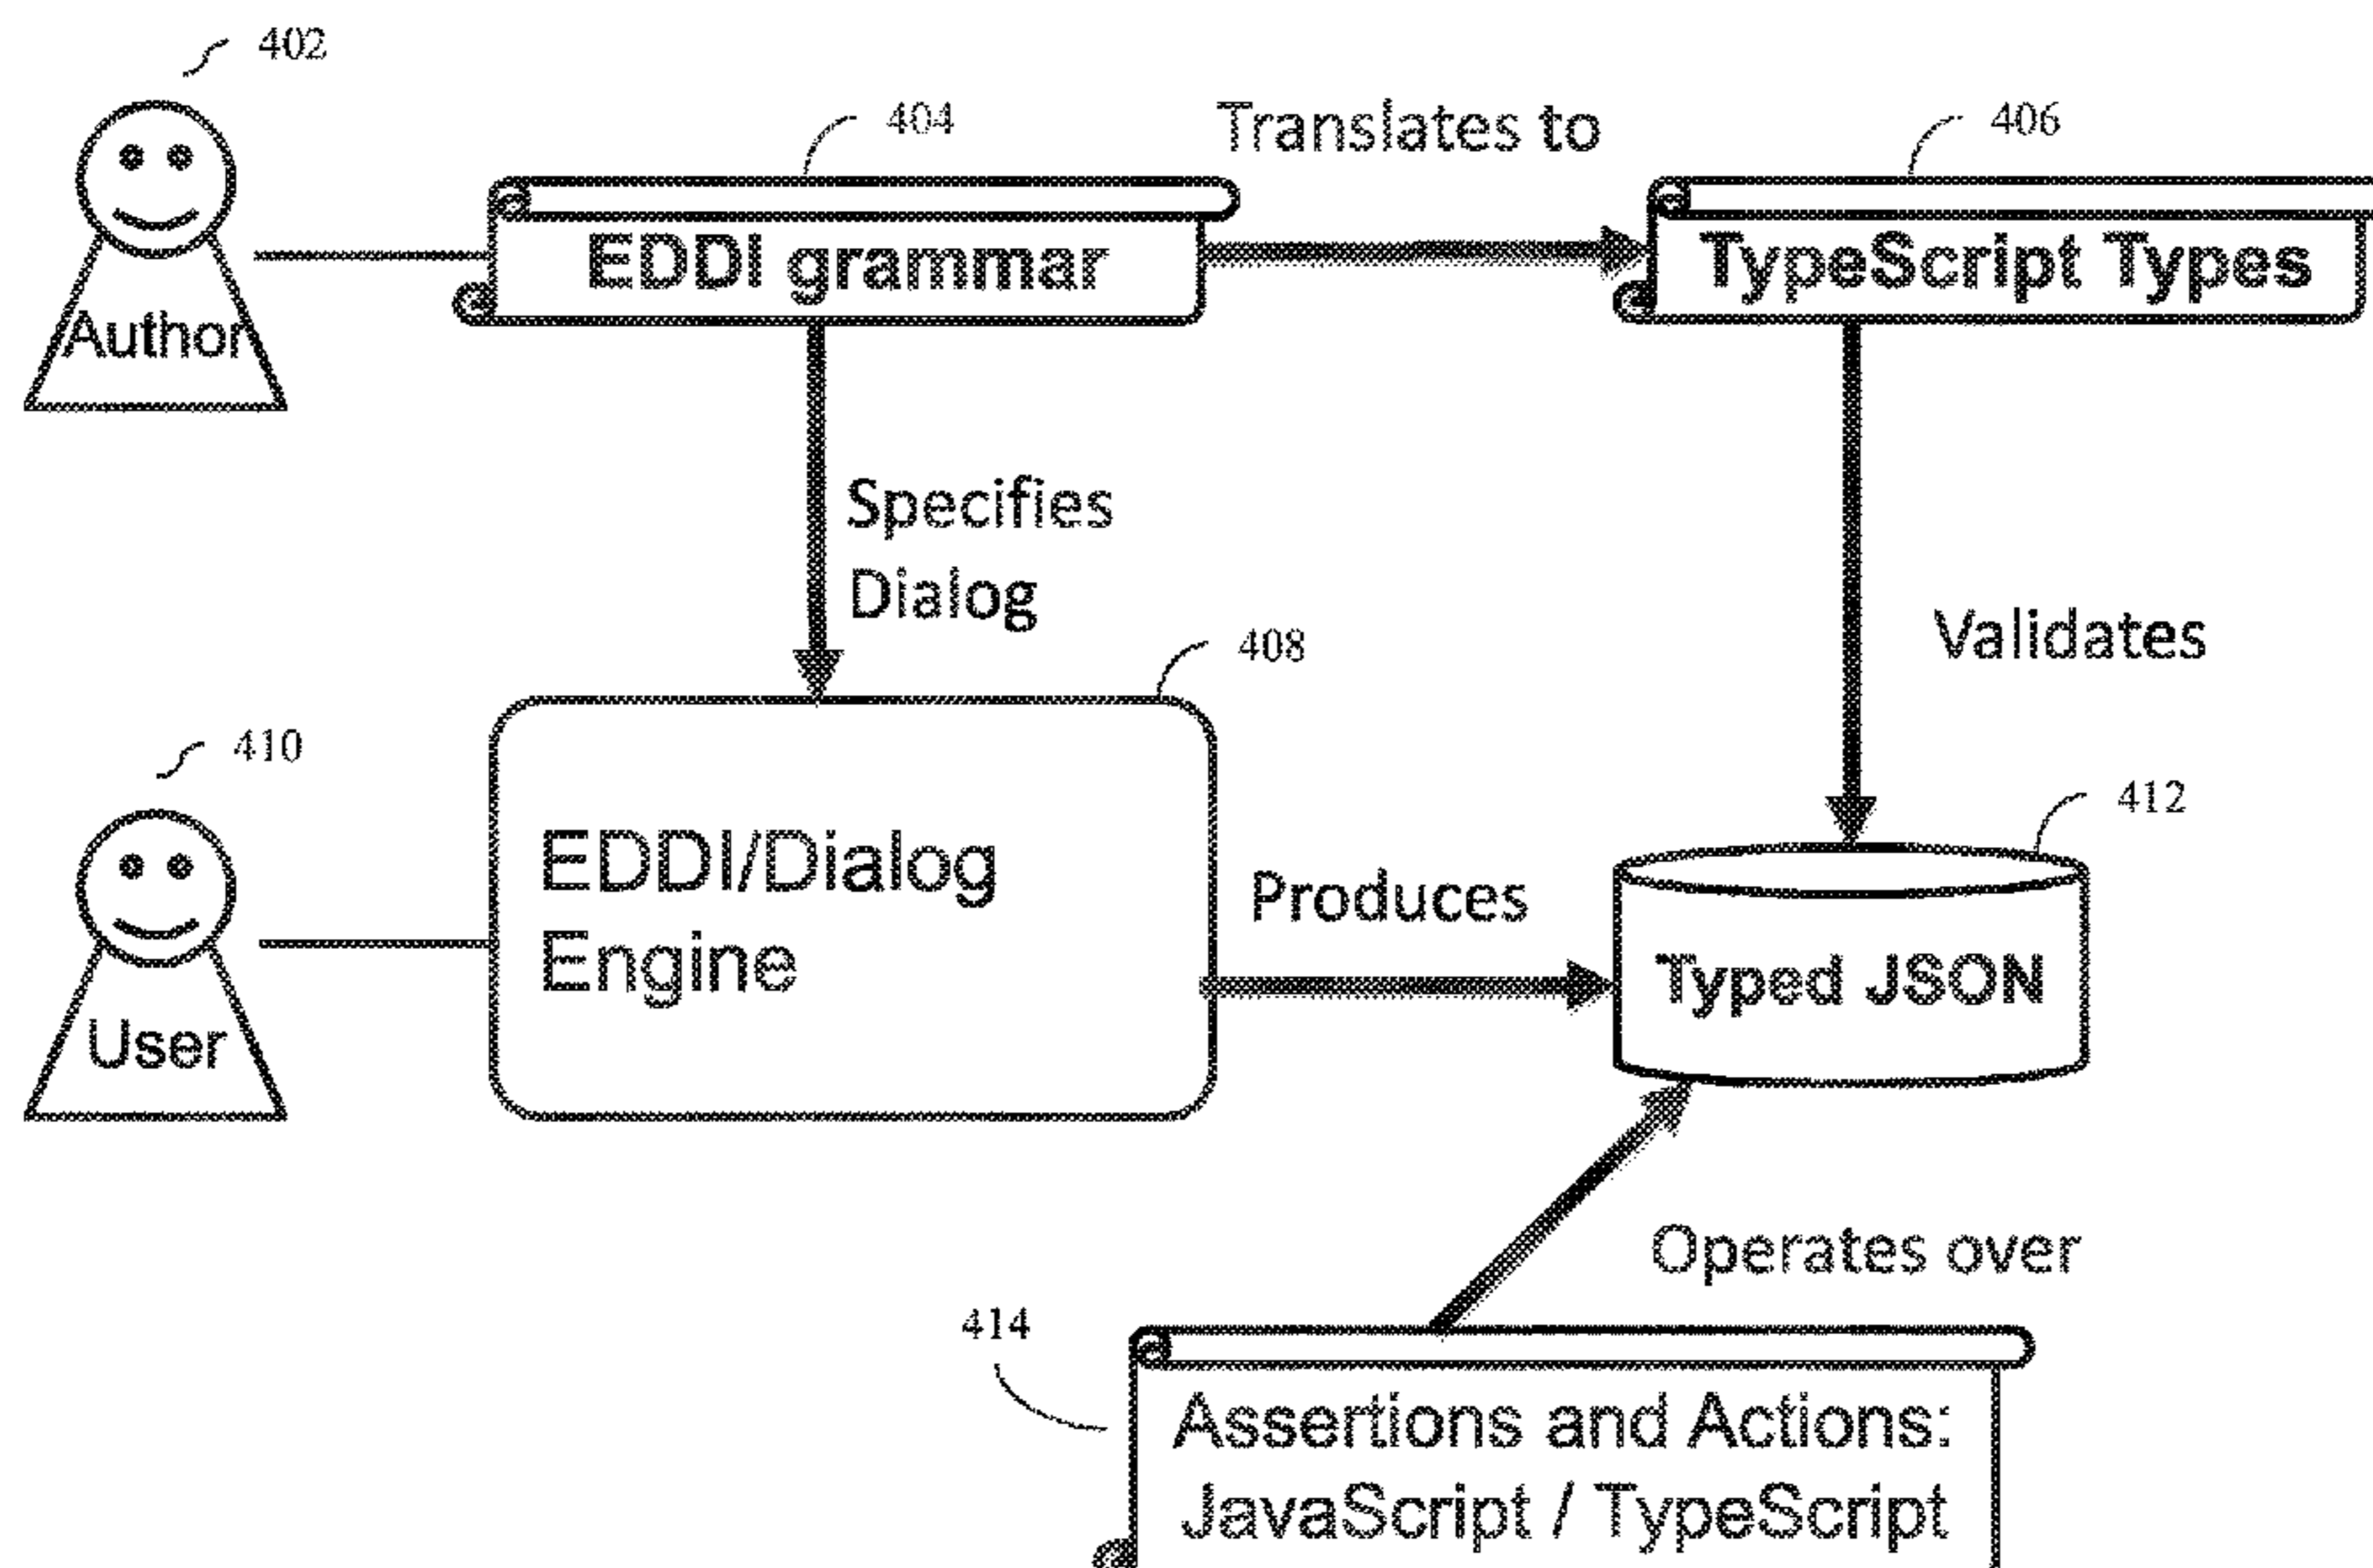 402
404
Translates to
406
EDDI grammar
TypeScript Types
Author
Specifies
Dialog
408
Validates
410
412
EDDI/Dialog
Engine
Produces
Typed JSON
User
Operates over
414
Assertions and Actions:
JavaScript / TypeScript